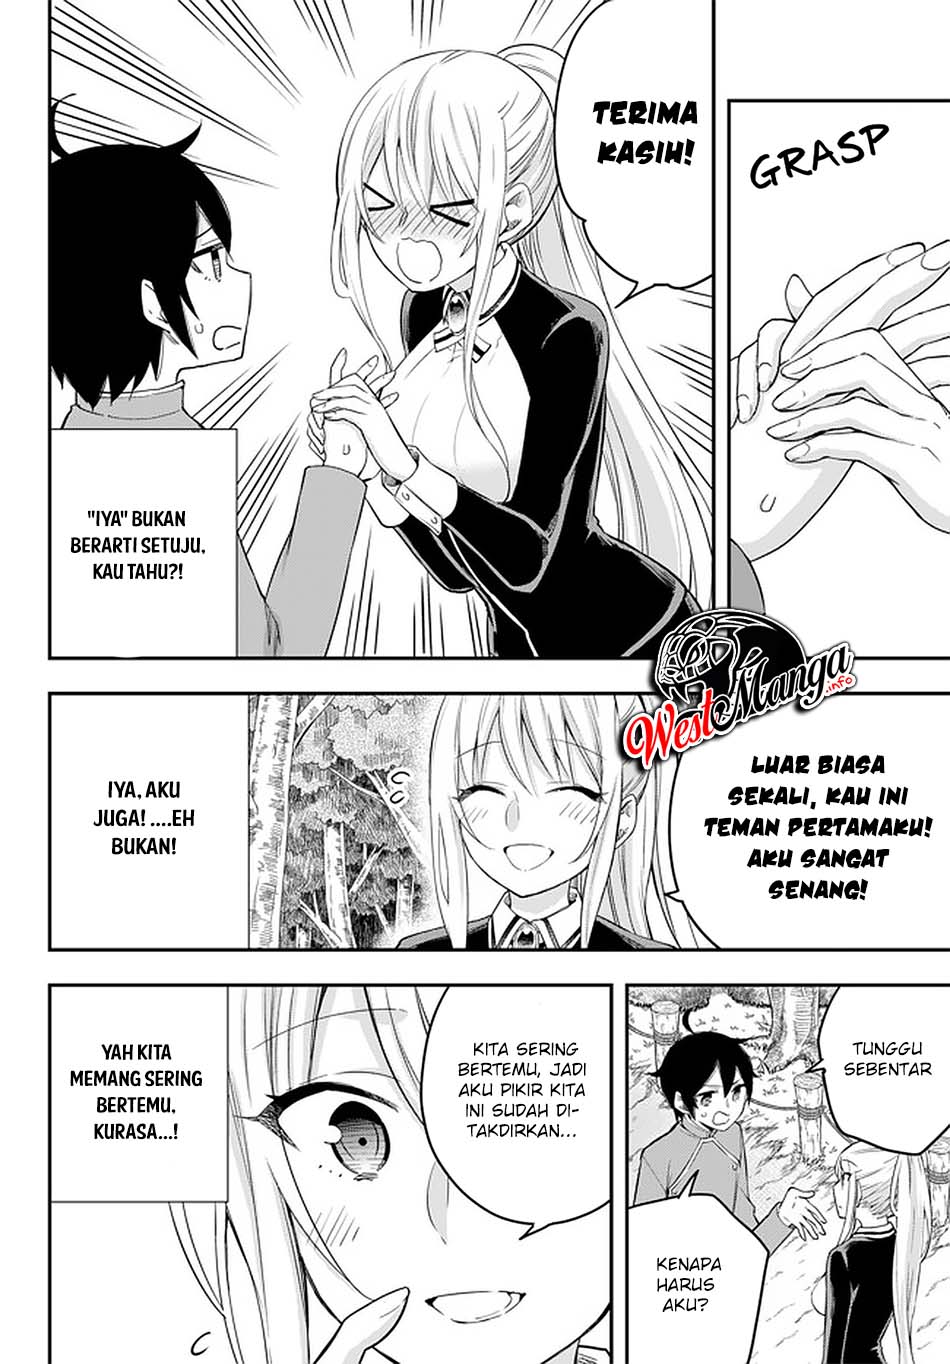 GRASP
TERIMA
KASIH!
"IYA" BUKAN
BERARTI SETUJU,
KAU TAHU?!
WestManga
.info
LUAR BIASA
SEKALI, KAU INI
TEMAN PERTAMAKU!
AKU SANGAT
SENANG!
IYA, AKU
JUGA! ....EH
BUKAN!
TUNGGU
SEBENTAR
KENAPA
HARUS
AKU?
KITA SERING
BERTEMU, JADI
AKU PIKIR KITA
INI SUDAH DI-
TAKDIRKAN...
YAH KITA
MEMANG SERING
BERTEMU,
KURASA...!